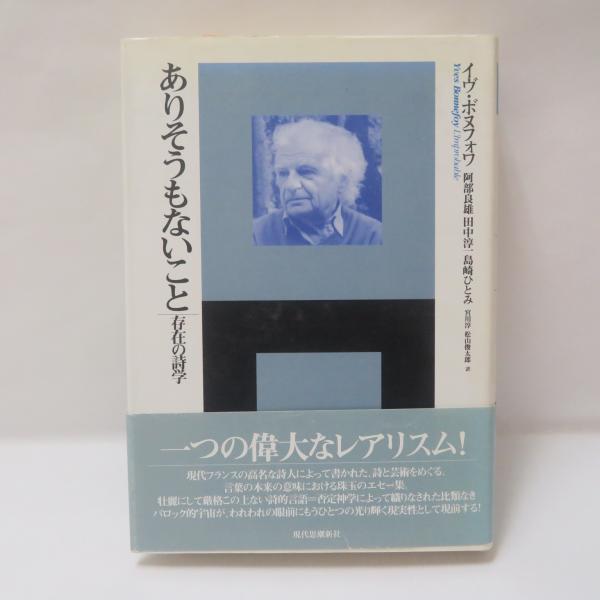 イヴ・ボヌフォワ
Yves Bonnefoy L'Improbable
阿部良雄 田中淳一 島崎ひとみ
宮川淳 松山俊太郎 訳
ありそうもないこと
存在の詩学
一つの偉大なレアリスム!
現代フランスの高名な詩人によって書かれた、詩と芸術をめぐる、
言葉の本来の意味における珠玉のエセー集。
壮麗にして厳格この上ない詩的言語=否定神学によって織りなされた比類なき
バロック的宇宙が、われわれの眼前にもうひとつの光り輝く現実性として現前する!
現代思潮新社